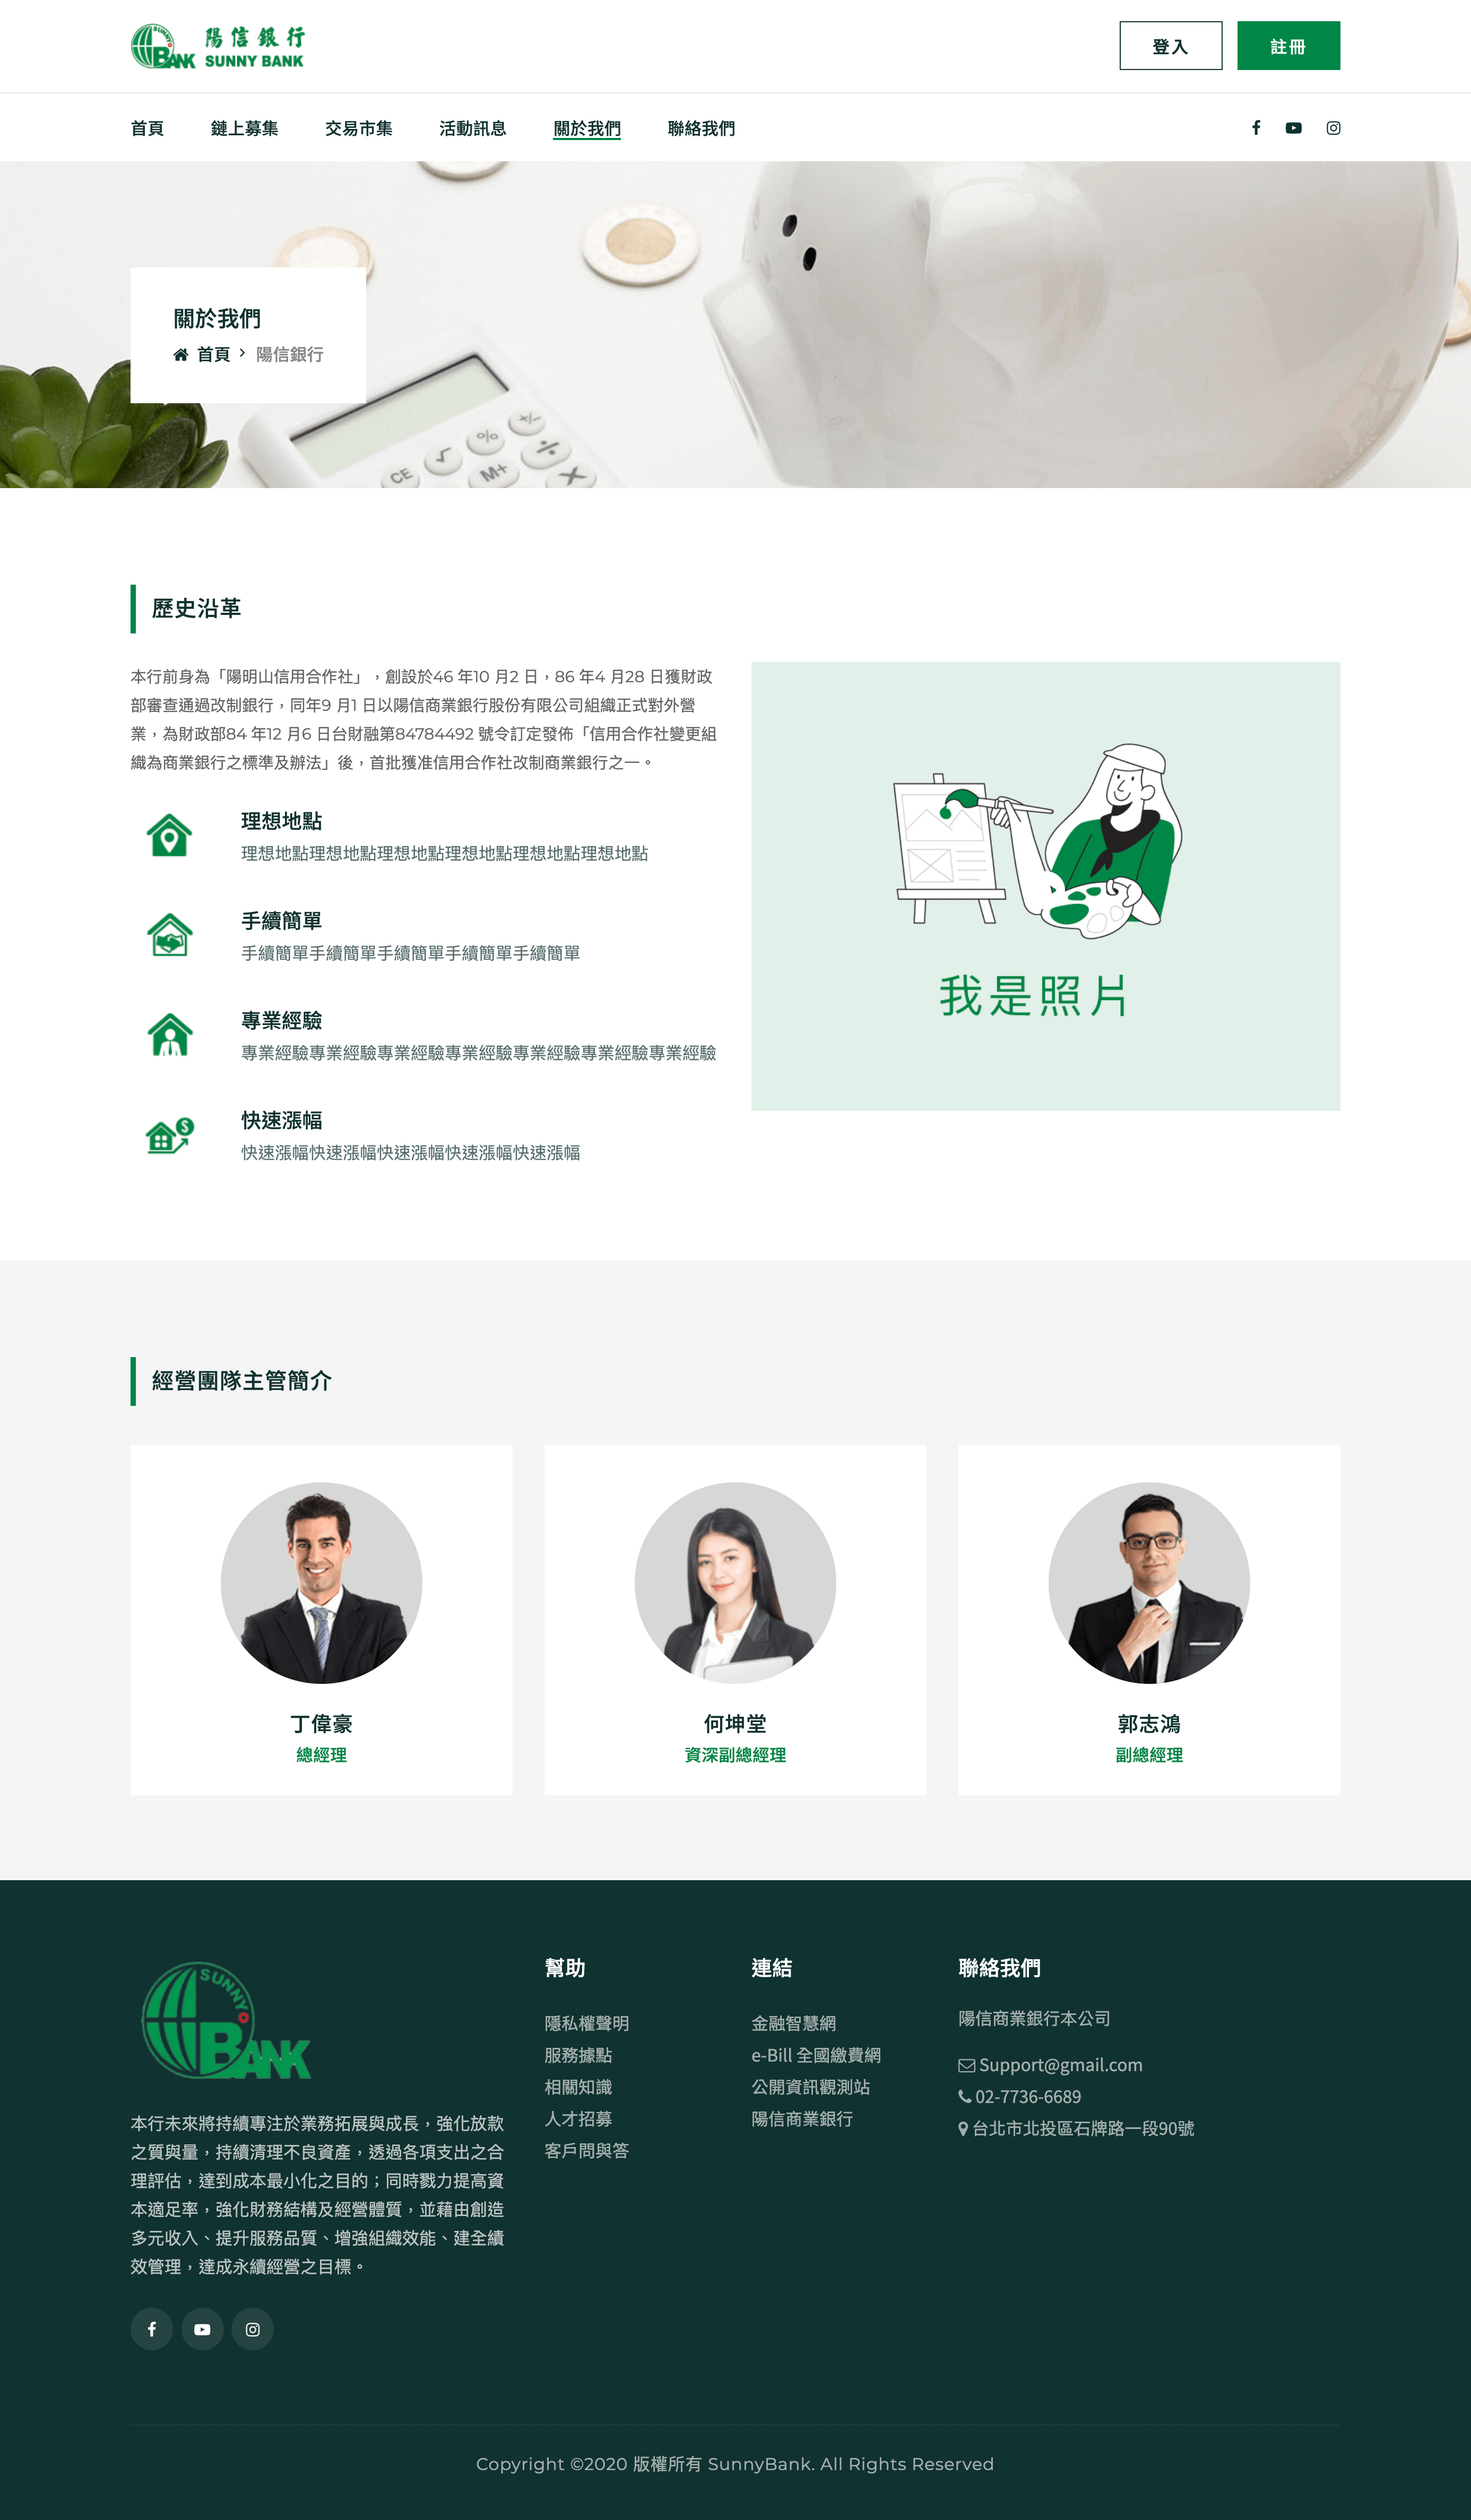 陽信銀行
SUNNY BANK
SUNNY
BANK
登入
註冊
首頁 鏈上募集 交易市集 活動訊息 關於我們 聯絡我們
關於我們
首頁 > 陽信銀行
CE √ % +/- M+ ÷ ×
歷史沿革
本行前身為「陽明山信用合作社」,創設於46 年10 月2 日,86 年4 月28 日獲財政
部審查通過改制銀行,同年9 月1 日以陽信商業銀行股份有限公司組織正式對外營
業,為財政部84 年12 月6 日台財融第84784492 號令訂定發佈「信用合作社變更組
織為商業銀行之標準及辦法」後,首批獲准信用合作社改制商業銀行之一。
理想地點
理想地點理想地點理想地點理想地點理想地點理想地點
手續簡單
手續簡單手續簡單手續簡單手續簡單手續簡單
專業經驗
專業經驗專業經驗專業經驗專業經驗專業經驗專業經驗專業經驗
快速漲幅
快速漲幅快速漲幅快速漲幅快速漲幅快速漲幅
我是照片
經營團隊主管簡介
丁偉豪
總經理
何坤堂
資深副總經理
郭志鴻
副總經理
SUNNY
BANK
本行未來將持續專注於業務拓展與成長,強化放款
之質與量,持續清理不良資產,透過各項支出之合
理評估,達到成本最小化之目的;同時戮力提高資
本適足率,強化財務結構及經營體質,並藉由創造
多元收入、提升服務品質、增強組織效能、建全績
效管理,達成永續經營之目標。
幫助
隱私權聲明
服務據點
相關知識
人才招募
客戶問與答
連結
金融智慧網
e-Bill 全國繳費網
公開資訊觀測站
陽信商業銀行
聯絡我們
陽信商業銀行本公司
Support@gmail.com
02-7736-6689
台北市北投區石牌路一段90號
Copyright ©2020 版權所有 SunnyBank. All Rights Reserved